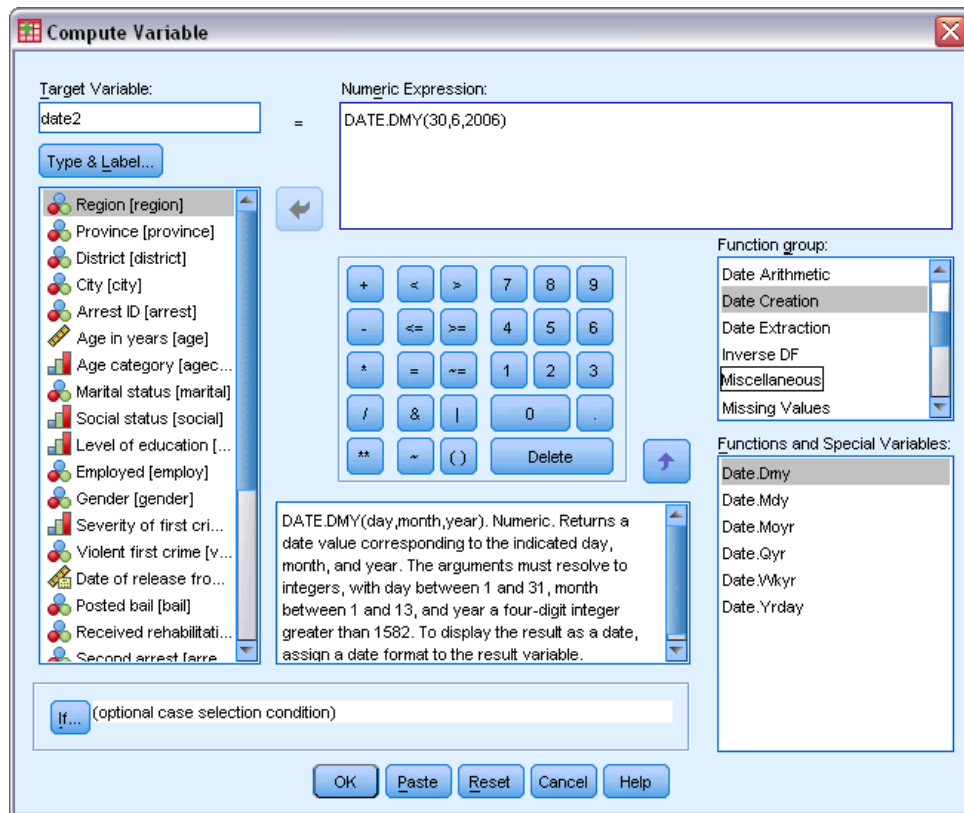 Compute Variable
Target Variable:
date2
=
Numeric Expression:
DATE.DMY(30,6,2006)
Type & Label...
Region [region]
Province [province]
District [district]
City [city]
Arrest ID [arrest]
Age in years [age]
Age category [agec...
Marital status [marital]
Social status [social]
Level of education [...
Employed [employ]
Gender [gender]
Severity of first cri...
Violent first crime [v...
Date of release fro...
Posted bail [bail]
Received rehabilitati...
Second arrest [arre...
+ < > 7 8 9
- <= >= 4 5 6
* = ~= 1 2 3
/ & | 0 .
** ~ ( ) Delete
Function group:
Date Arithmetic
Date Creation
Date Extraction
Inverse DF
Miscellaneous
Missing Values
Functions and Special Variables:
Date.Dmy
Date.Mdy
Date.Moyr
Date.Qyr
Date.Wkyr
Date.Yrday
DATE.DMY(day,month,year). Numeric. Returns a
date value corresponding to the indicated day,
month, and year. The arguments must resolve to
integers, with day between 1 and 31, month
between 1 and 13, and year a four-digit integer
greater than 1582. To display the result as a date,
assign a date format to the result variable.
If... (optional case selection condition)
OK Paste Reset Cancel Help